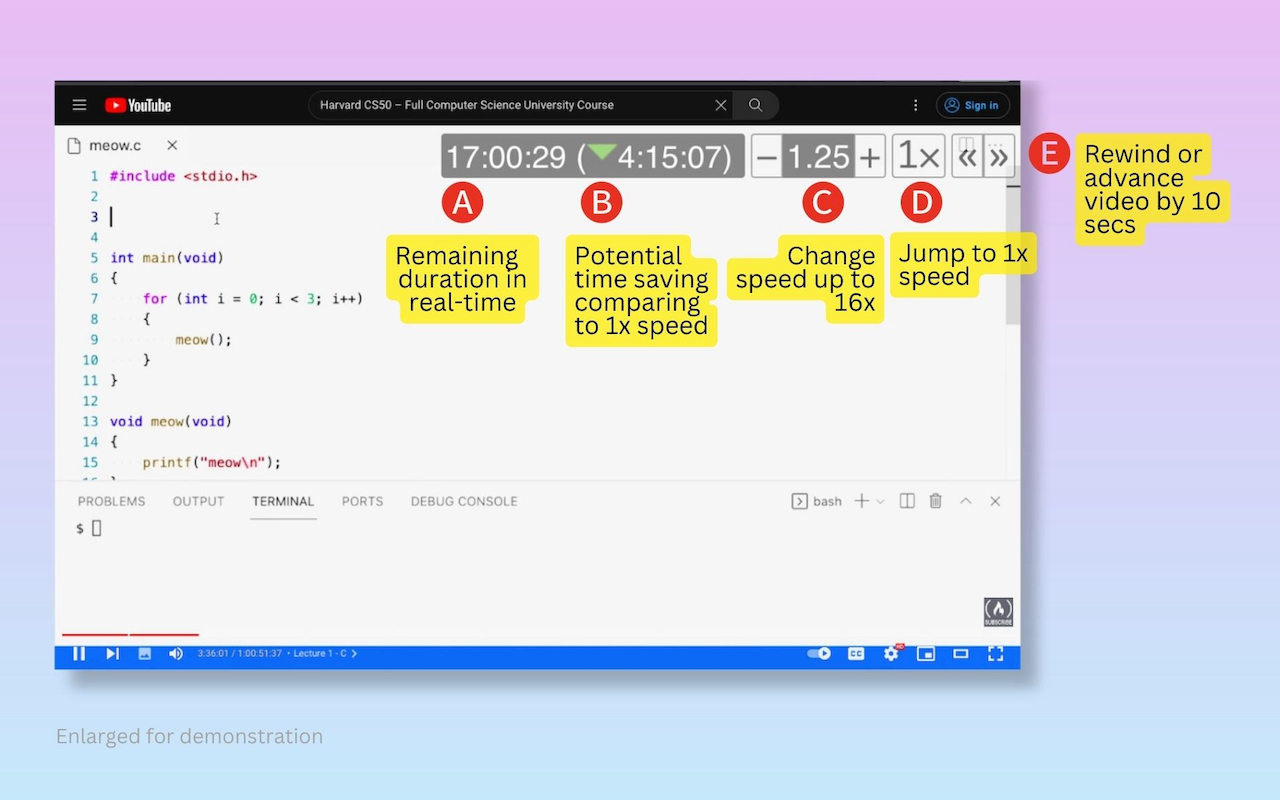 YouTube
Harvard CS50 – Full Computer Science University Course
Sign in
meow.c
17:00:29 (▼4:15:07)
− 1.25 +
1×
« »
E
Rewind or
advance
video by 10
secs
A
B
C
D
Remaining
duration in
real-time
Potential
time saving
comparing
to 1x speed
Change
speed up to
16x
Jump to 1x
speed
1 #include <stdio.h>
2
3
4
5 int main(void)
6 {
7 for (int i = 0; i < 3; i++)
8 {
9 meow();
10 }
11 }
12
13 void meow(void)
14 {
15 printf("meow\n");
PROBLEMS OUTPUT TERMINAL PORTS DEBUG CONSOLE
bash
$
SUBSCRIBE
3:36:01 / 1:00:51:37 • Lecture 1 - C
CC
HD
Enlarged for demonstration